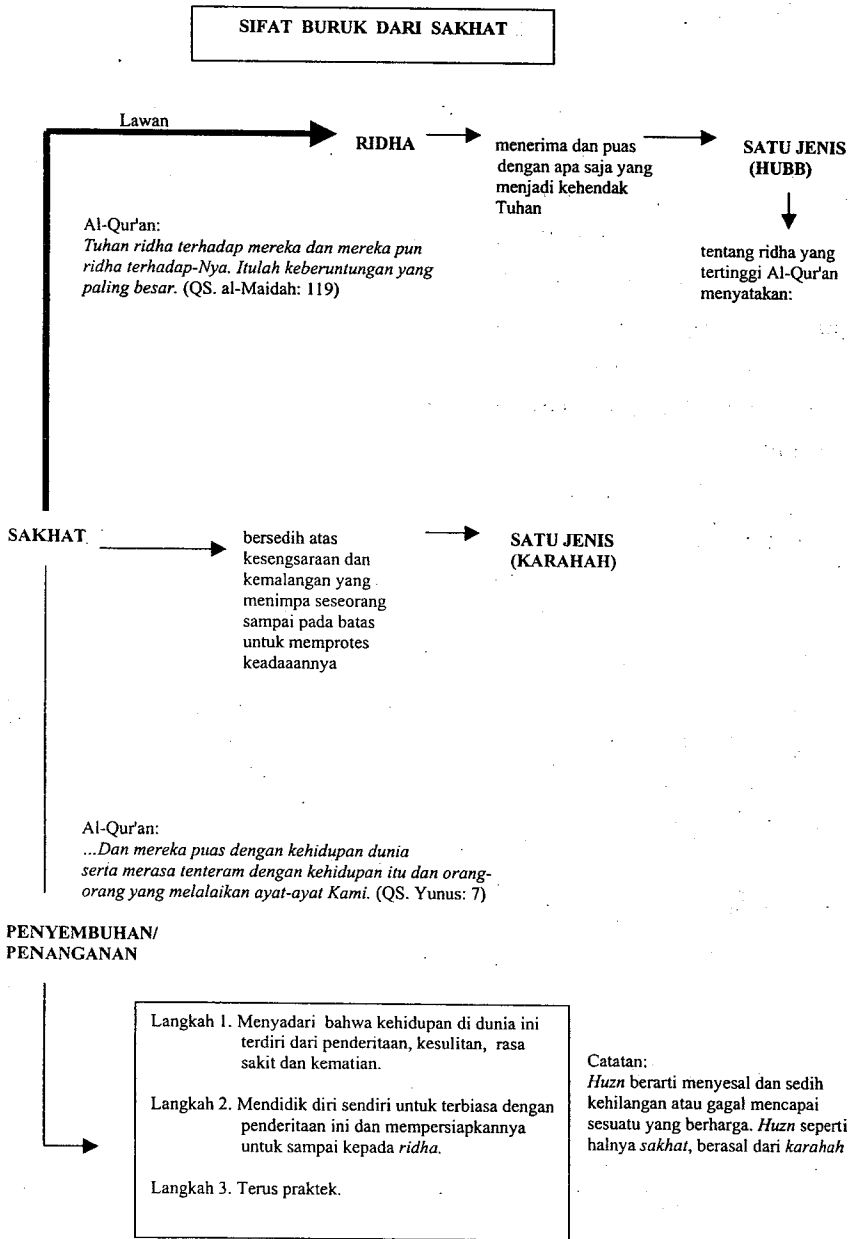 SIFAT BURUK DARI SAKHAT
Lawan
RIDHA
menerima dan puas
dengan apa saja yang
menjadi kehendak
Tuhan
SATU JENIS
(HUBB)
Al-Qur'an:
Tuhan ridha terhadap mereka dan mereka pun
ridha terhadap-Nya. Itulah keberuntungan yang
paling besar. (QS. al-Maidah: 119)
tentang ridha yang
tertinggi Al-Qur'an
menyatakan:
SAKHAT
bersedih atas
kesengsaraan dan
kemalangan yang
menimpa seseorang
sampai pada batas
untuk memprotes
keadaaannya
SATU JENIS
(KARAHAH)
Al-Qur'an:
...Dan mereka puas dengan kehidupan dunia
serta merasa tenteram dengan kehidupan itu dan orang-
orang yang melalaikan ayat-ayat Kami. (QS. Yunus: 7)
PENYEMBUHAN/
PENANGANAN
Langkah 1. Menyadari bahwa kehidupan di dunia ini
terdiri dari penderitaan, kesulitan, rasa
sakit dan kematian.
Langkah 2. Mendidik diri sendiri untuk terbiasa dengan
penderitaan ini dan mempersiapkannya
untuk sampai kepada ridha.
Langkah 3. Terus praktek.
Catatan:
Huzn berarti menyesal dan sedih
kehilangan atau gagal mencapai
sesuatu yang berharga. Huzn seperti
halnya sakhat, berasal dari karahah